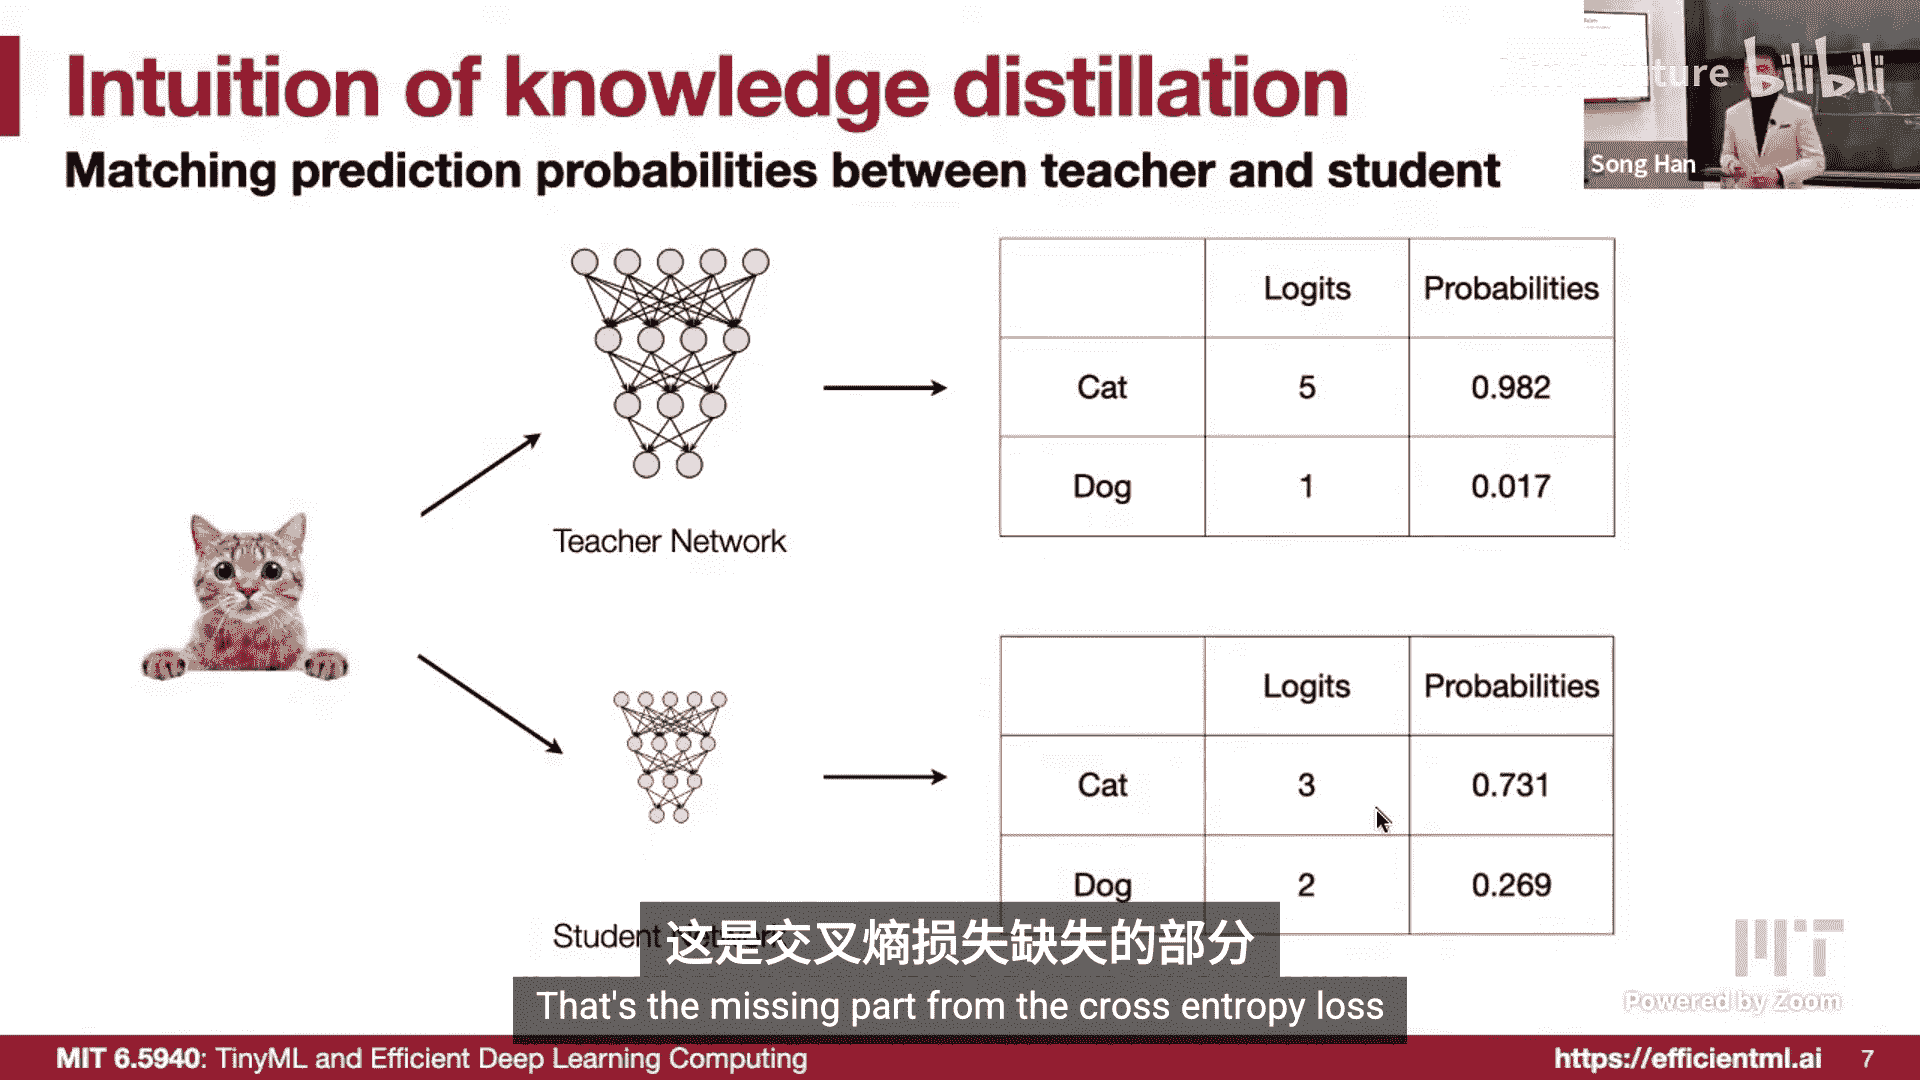 Intuition of knowledge distillation
Matching prediction probabilities between teacher and student
bilibili
Song Han
Logits Probabilities
Cat 5 0.982
Dog 1 0.017
Teacher Network
Logits Probabilities
Cat 3 0.731
Dog 2 0.269
Student Network
这是交叉熵损失缺失的部分
That's the missing part from the cross entropy loss
MIT
Powered by Zoom
MIT 6.5940: TinyML and Efficient Deep Learning Computing
https://efficientml.ai 7